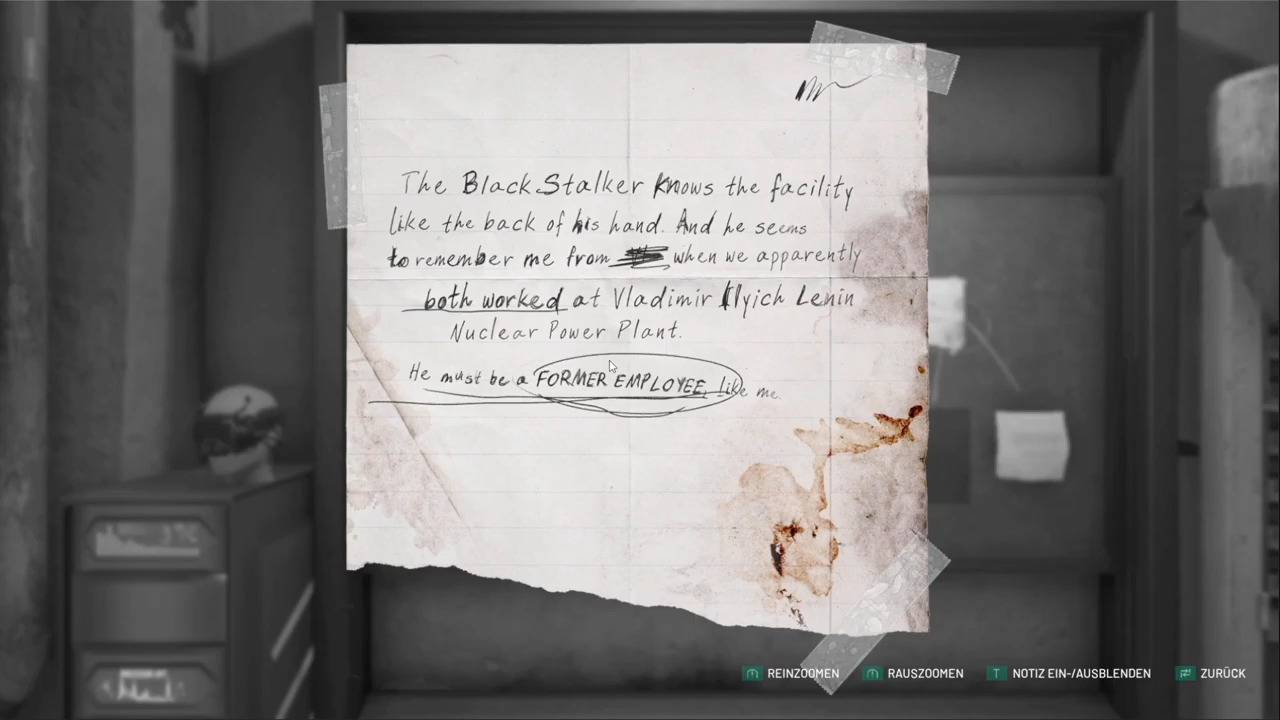 The Black Stalker knows the facility
like the back of his hand. And he seems
to remember me from when we apparently
both worked at Vladimir Ilyich Lenin
Nuclear Power Plant.
He must be a FORMER EMPLOYEE, like me.
REINZOOMEN RAUSZOOMEN T NOTIZ EIN-/AUSBLENDEN ZURÜCK